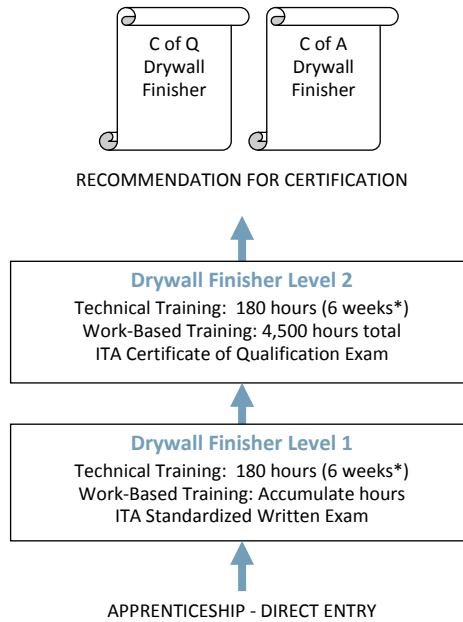 C of Q
Drywall
Finisher
C of A
Drywall
Finisher
RECOMMENDATION FOR CERTIFICATION
Drywall Finisher Level 2
Technical Training:  180 hours (6 weeks*)
Work-Based Training: 4,500 hours total
ITA Certificate of Qualification Exam
Drywall Finisher Level 1
Technical Training:  180 hours (6 weeks*)
Work-Based Training: Accumulate hours
ITA Standardized Written Exam
APPRENTICESHIP - DIRECT ENTRY